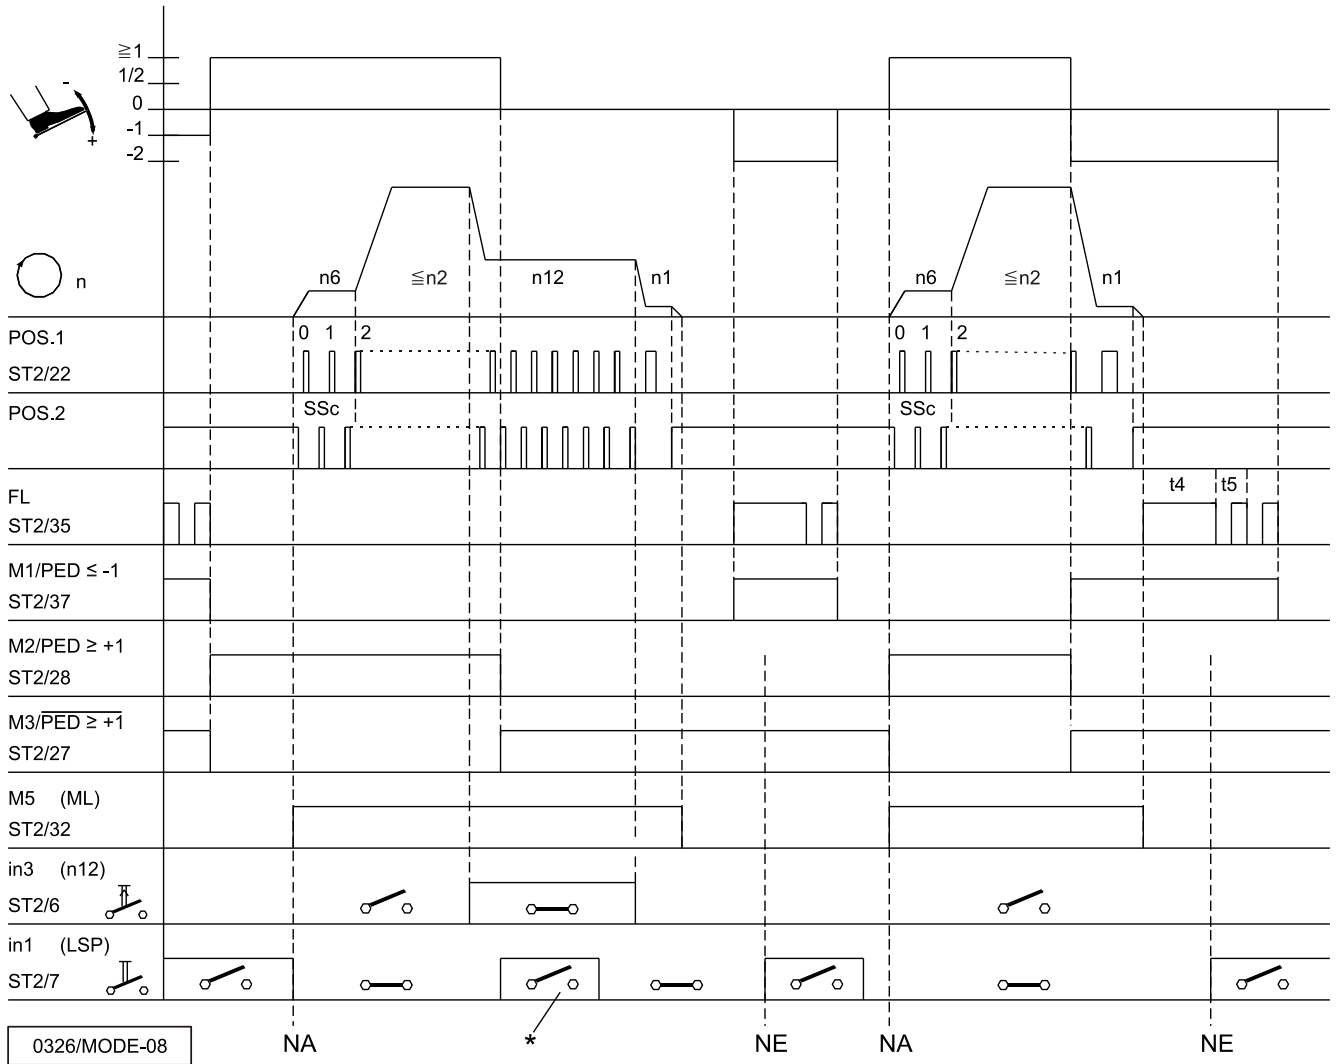 ≧1
1/2
0
-1
-2
-
+
n
n6
≦n2
n12
n1
n6
≦n2
n1
POS.1
ST2/22
0 1 2
0 1 2
POS.2
SSc
SSc
FL
ST2/35
t4
t5
M1/PED ≤ -1
ST2/37
M2/PED ≥ +1
ST2/28
M3/PED ≥ +1
ST2/27
M5 (ML)
ST2/32
in3 (n12)
ST2/6
in1 (LSP)
ST2/7
0326/MODE-08
NA
*
NE
NA
NE